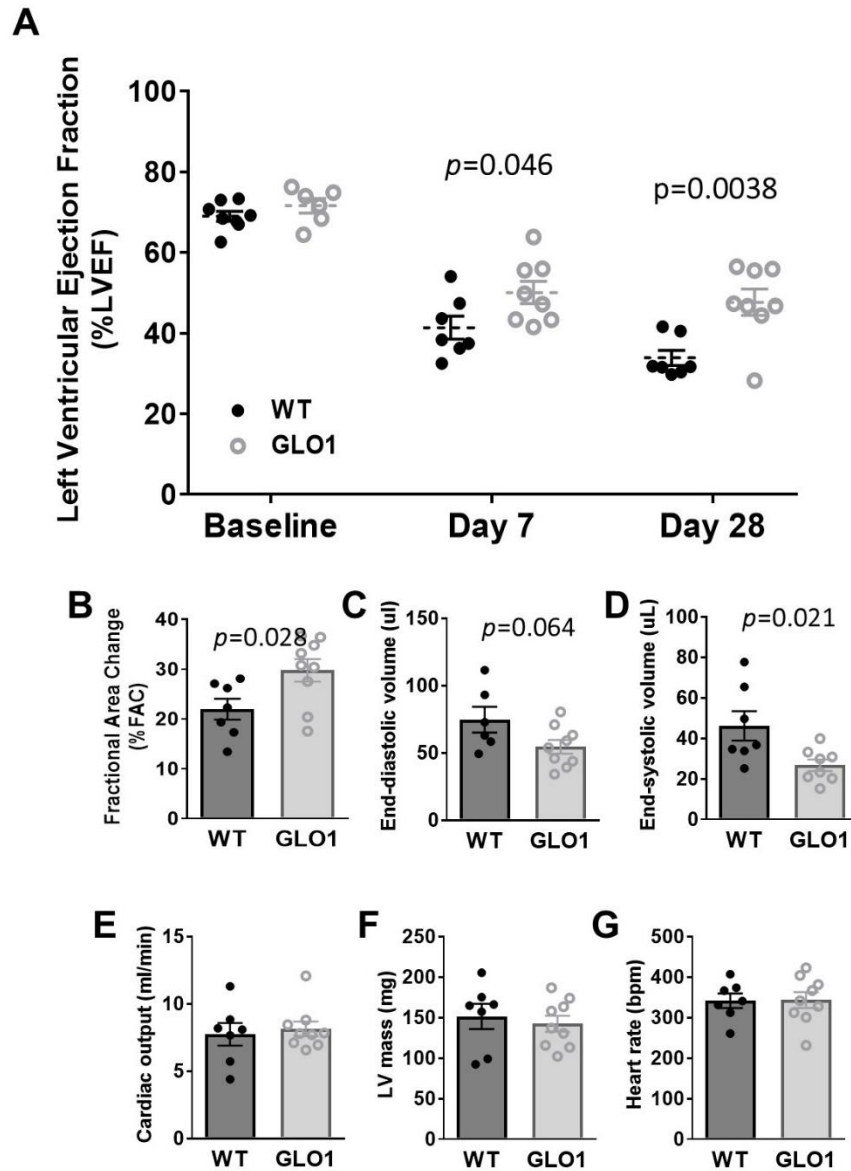 A
Left Ventricular Ejection Fraction
(%LVEF)
100
80
60
40
20
0
p=0.046
p=0.0038
WT
GLO1
Baseline
Day 7
Day 28
B
Fractional Area Change
(% FAC)
40
30
20
10
0
p=0.028
WT
GLO1
C
End-diastolic volume (ul)
150
100
50
0
p=0.064
WT
GLO1
D
End-systolic volume (uL)
100
80
60
40
20
0
p=0.021
WT
GLO1
E
Cardiac output (ml/min)
15
10
5
0
WT
GLO1
F
LV mass (mg)
250
200
150
100
50
0
WT
GLO1
G
Heart rate (bpm)
500
400
300
200
100
0
WT
GLO1